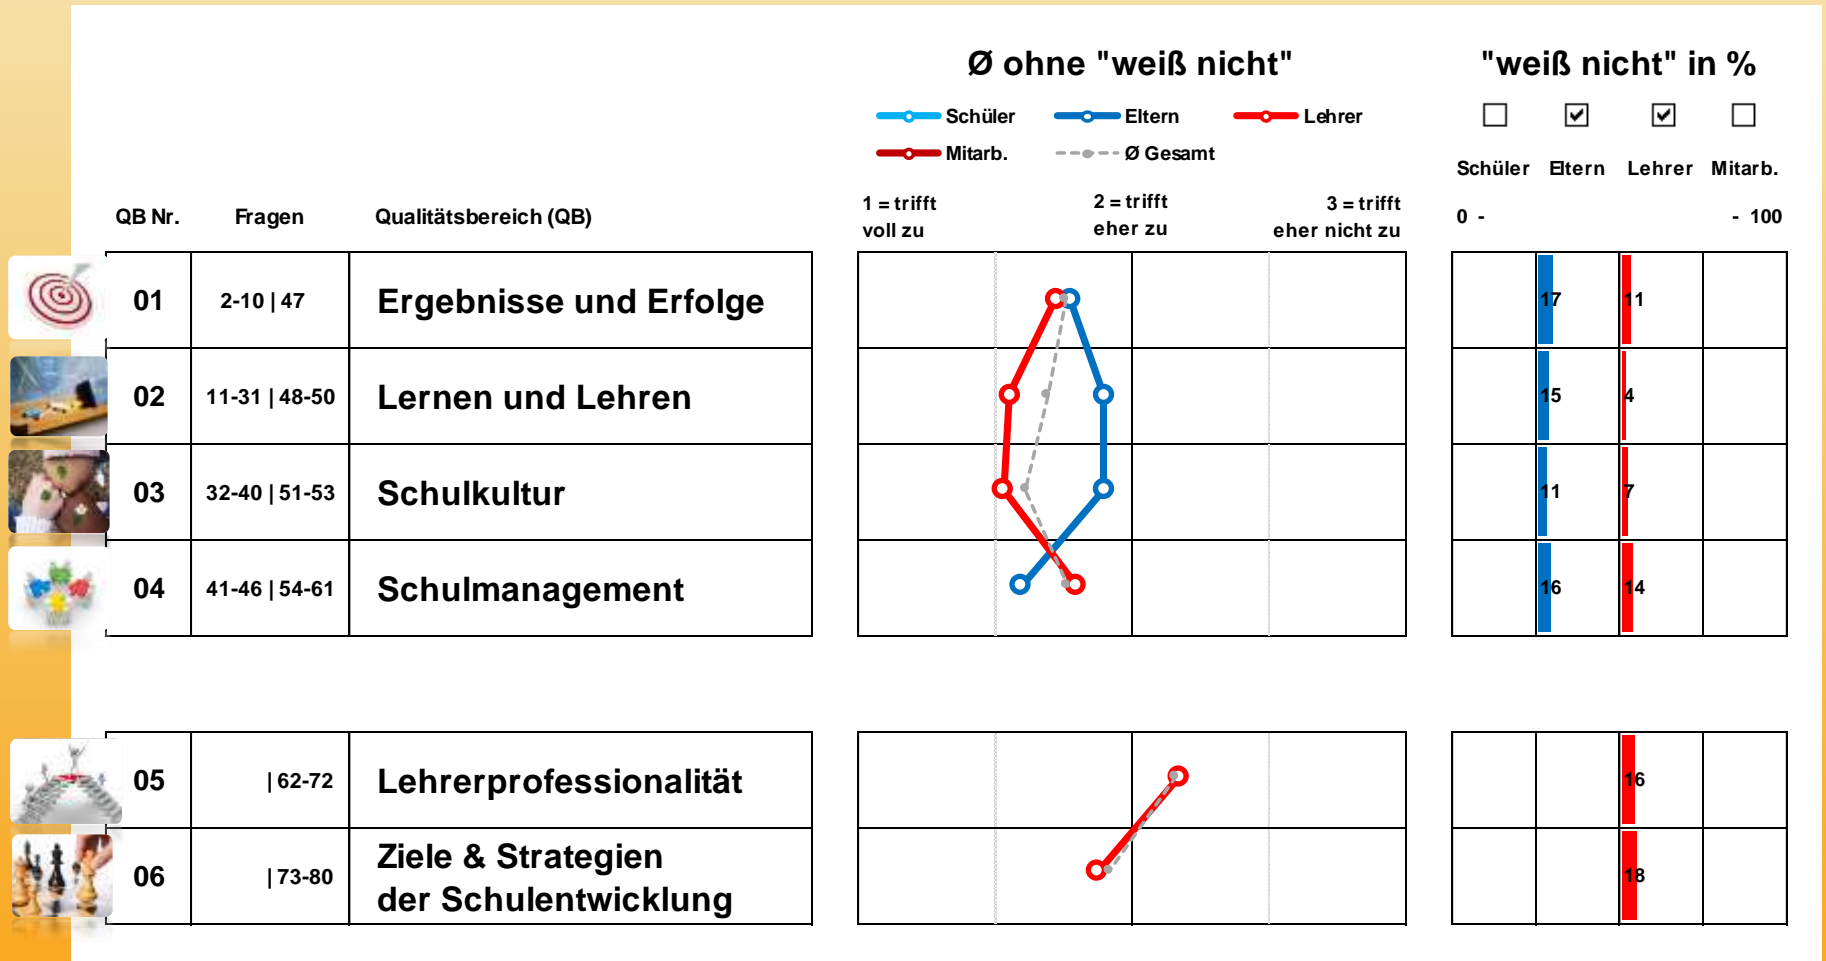 Ø ohne "weiß nicht"
"weiß nicht" in %
Schüler Eltern Lehrer
Mitarb. Ø Gesamt
Schüler Eltern Lehrer Mitarb.
QB Nr. Fragen Qualitätsbereich (QB)
1 = trifft
voll zu
2 = trifft
eher zu
3 = trifft
eher nicht zu
0 - - 100
01 2-10 | 47 Ergebnisse und Erfolge 17 11
02 11-31 | 48-50 Lernen und Lehren 15 4
03 32-40 | 51-53 Schulkultur 11 7
04 41-46 | 54-61 Schulmanagement 16 14
05 | 62-72 Lehrerprofessionalität 16
06 | 73-80 Ziele & Strategien
der Schulentwicklung 18